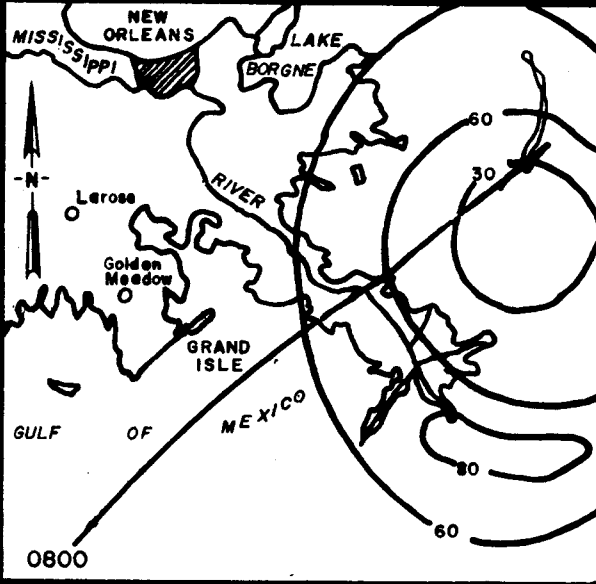 NEW
ORLEANS
MISSISSIPPI
LAKE
BORGNE
60
30
-N-
RIVER
Larose
Golden
Meadow
GRAND
ISLE
MEXICO
GULF OF
80
60
0800